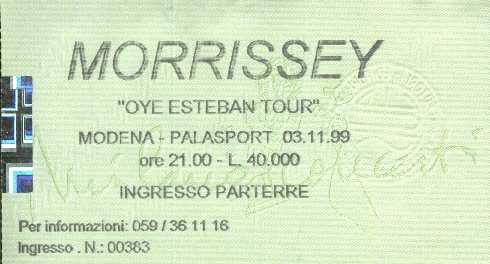 MORRISSEY
"OYE ESTEBAN TOUR"
MODENA - PALASPORT 03.11.99
ore 21.00 - L. 40.000
INGRESSO PARTERRE
Per informazioni: 059 / 36 11 16
Ingresso . N.: 00383